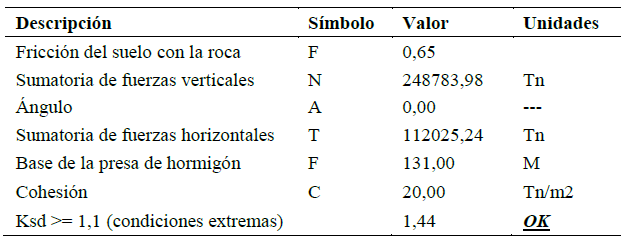 Descripción Símbolo Valor Unidades
Fricción del suelo con la roca F 0,65
Sumatoria de fuerzas verticales N 248783,98 Tn
Ángulo A 0,00 ---
Sumatoria de fuerzas horizontales T 112025,24 Tn
Base de la presa de hormigón F 131,00 M
Cohesión C 20,00 Tn/m2
Ksd >= 1,1 (condiciones extremas) 1,44 OK